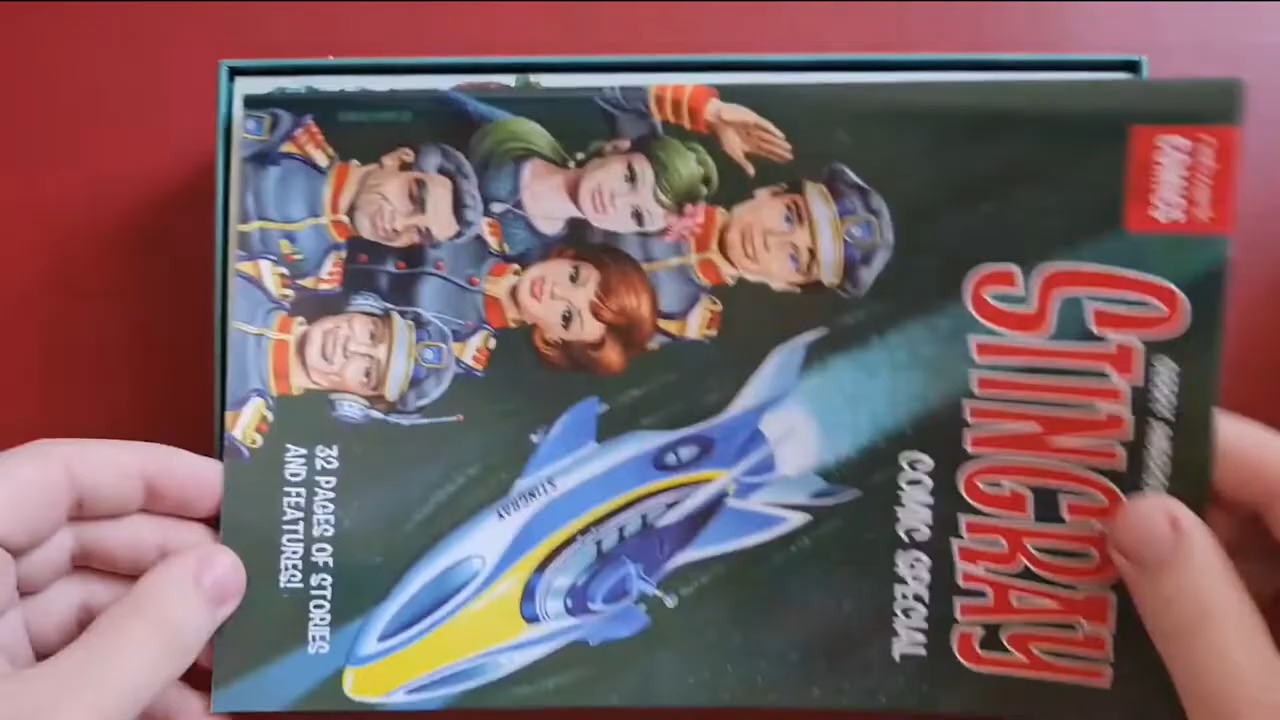 STINGRAY
COMIC SPECIAL
STINGRAY
32 PAGES OF STORIES
AND FEATURES!